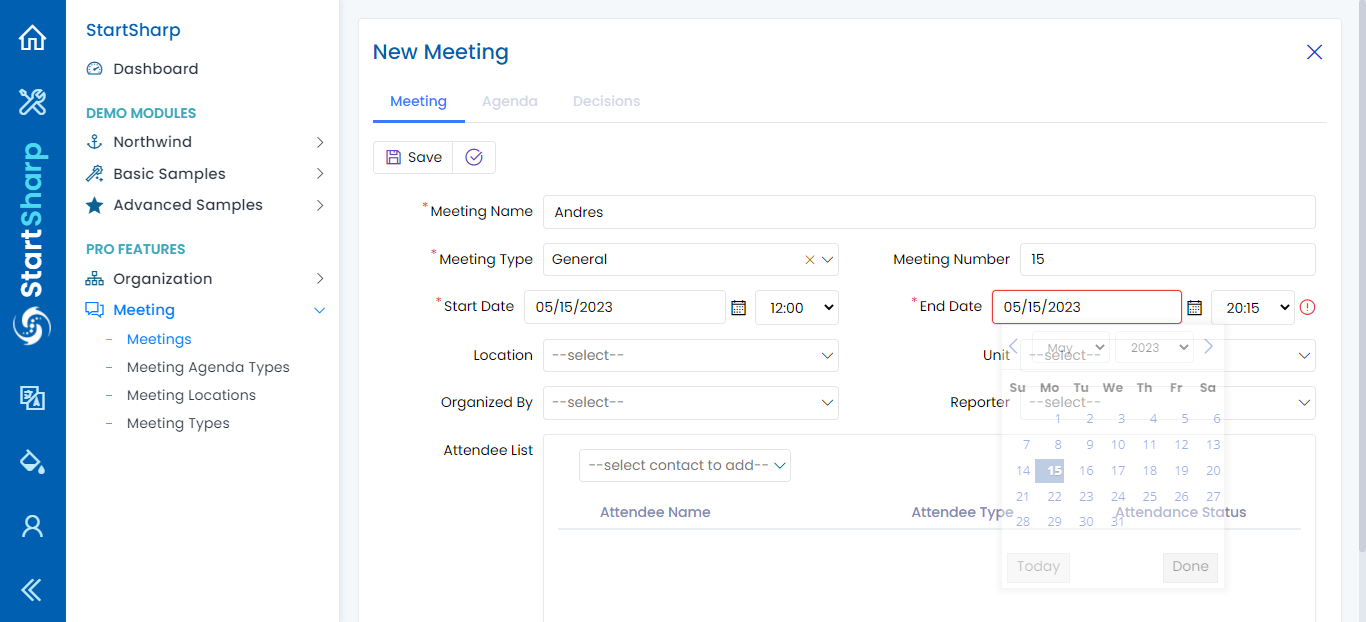 StartSharp
StartSharp
Dashboard
DEMO MODULES
Northwind
Basic Samples
Advanced Samples
PRO FEATURES
Organization
Meeting
Meetings
Meeting Agenda Types
Meeting Locations
Meeting Types
New Meeting
Meeting Agenda Decisions
Save
*Meeting Name Andres
*Meeting Type General Meeting Number 15
*Start Date 05/15/2023 12:00 *End Date 05/15/2023 20:15
Location --select-- Unit --select--
Organized By --select-- Reporter --select--
Attendee List
--select contact to add--
Attendee Name Attendee Type Attendance Status
May 2023
Su Mo Tu We Th Fr Sa
1 2 3 4 5 6
7 8 9 10 11 12 13
14 15 16 17 18 19 20
21 22 23 24 25 26 27
28 29 30 31
Today Done